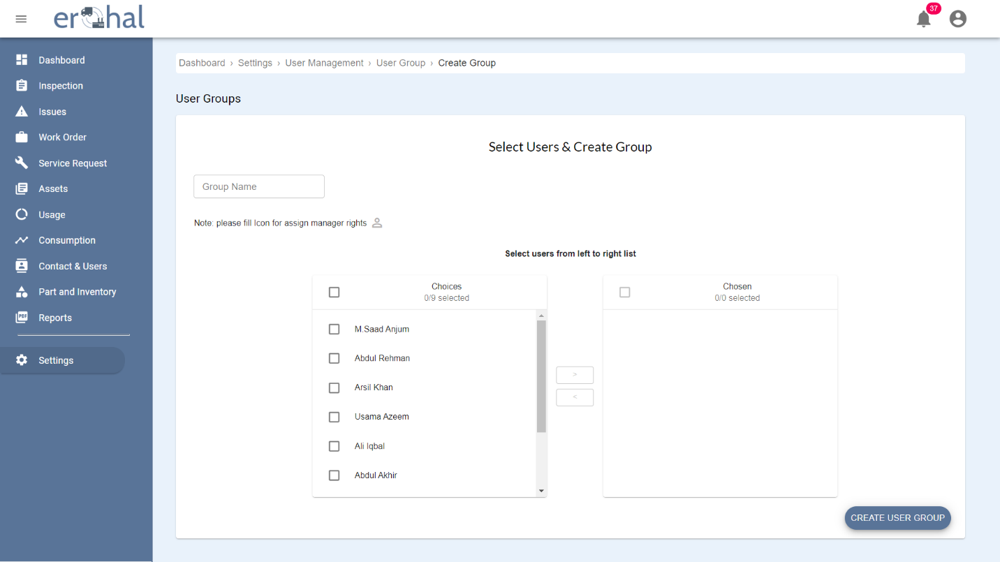 er hal
37
Dashboard
Inspection
Issues
Work Order
Service Request
Assets
Usage
Consumption
Contact & Users
Part and Inventory
PDF
Reports
Settings
Dashboard › Settings › User Management › User Group › Create Group
User Groups
Select Users & Create Group
Group Name
Note: please fill Icon for assign manager rights
Select users from left to right list
Choices
0/9 selected
M.Saad Anjum
Abdul Rehman
Arsil Khan
Usama Azeem
Ali Iqbal
Abdul Akhir
>
<
Chosen
0/0 selected
CREATE USER GROUP